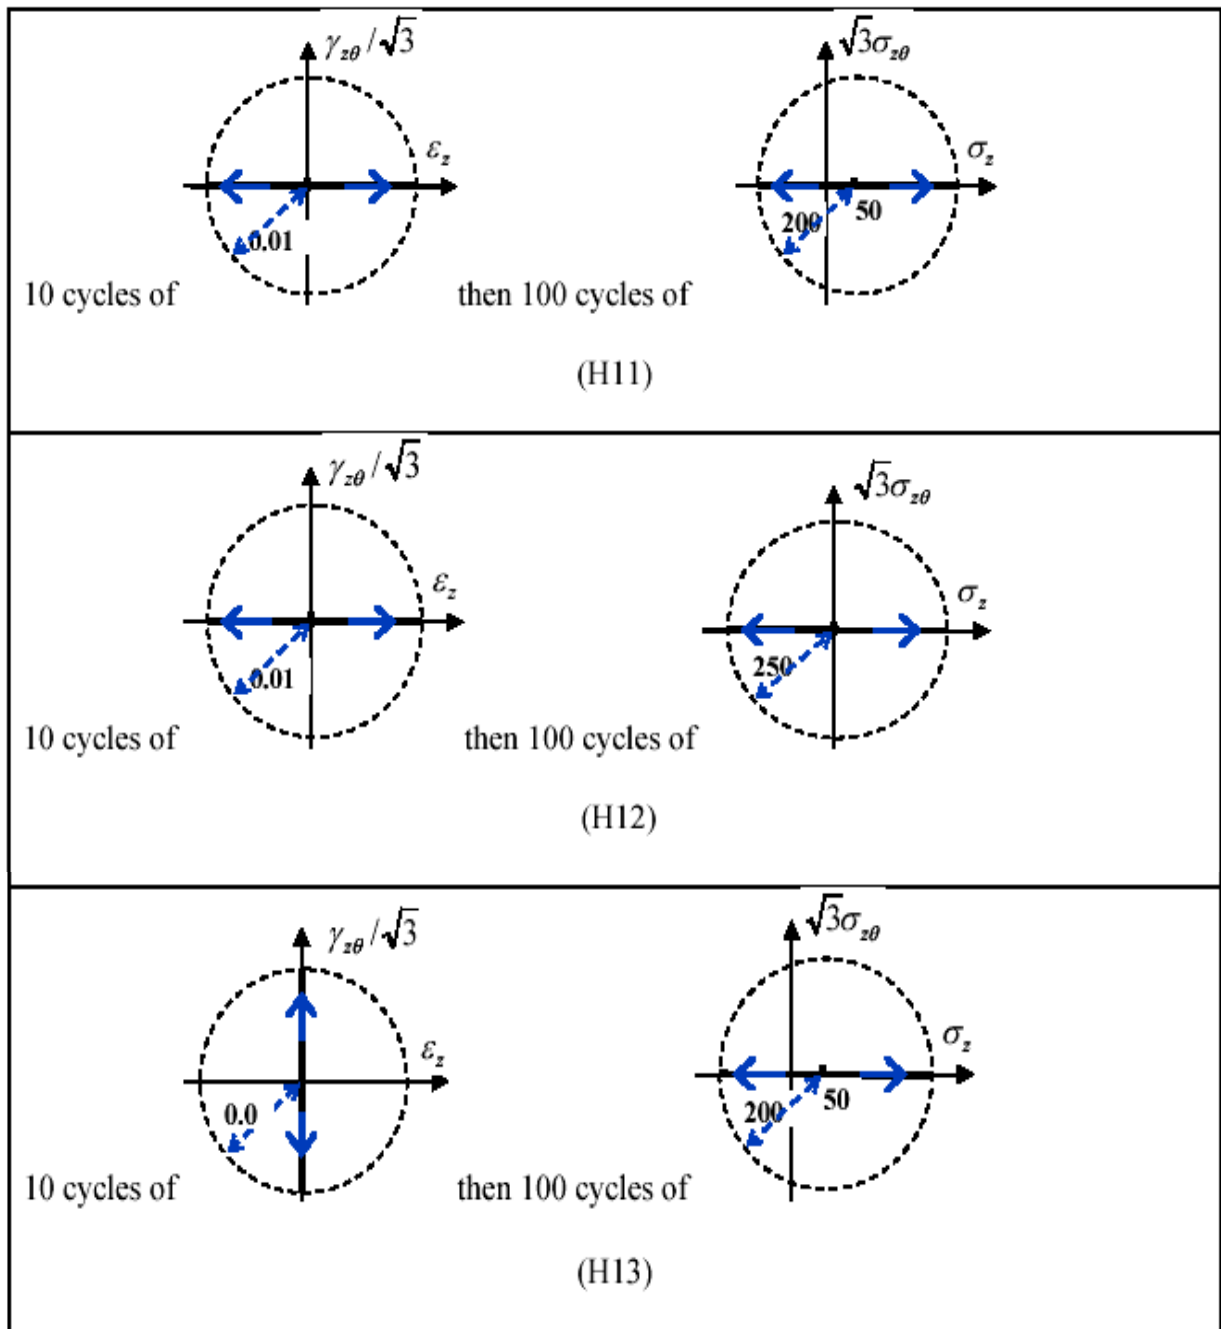 γzθ/√3 √3σzθ
εz σz
0.01 200 50
10 cycles of then 100 cycles of
(H11)
γzθ/√3 √3σzθ
εz σz
0.01 250
10 cycles of then 100 cycles of
(H12)
γzθ/√3 √3σzθ
εz σz
0.0 200 50
10 cycles of then 100 cycles of
(H13)